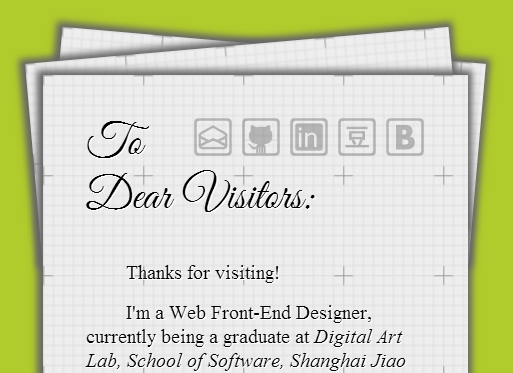 To
in 豆 B
Dear Visitors:
Thanks for visiting!
I'm a Web Front-End Designer,
currently being a graduate at Digital Art
Lab, School of Software, Shanghai Jiao